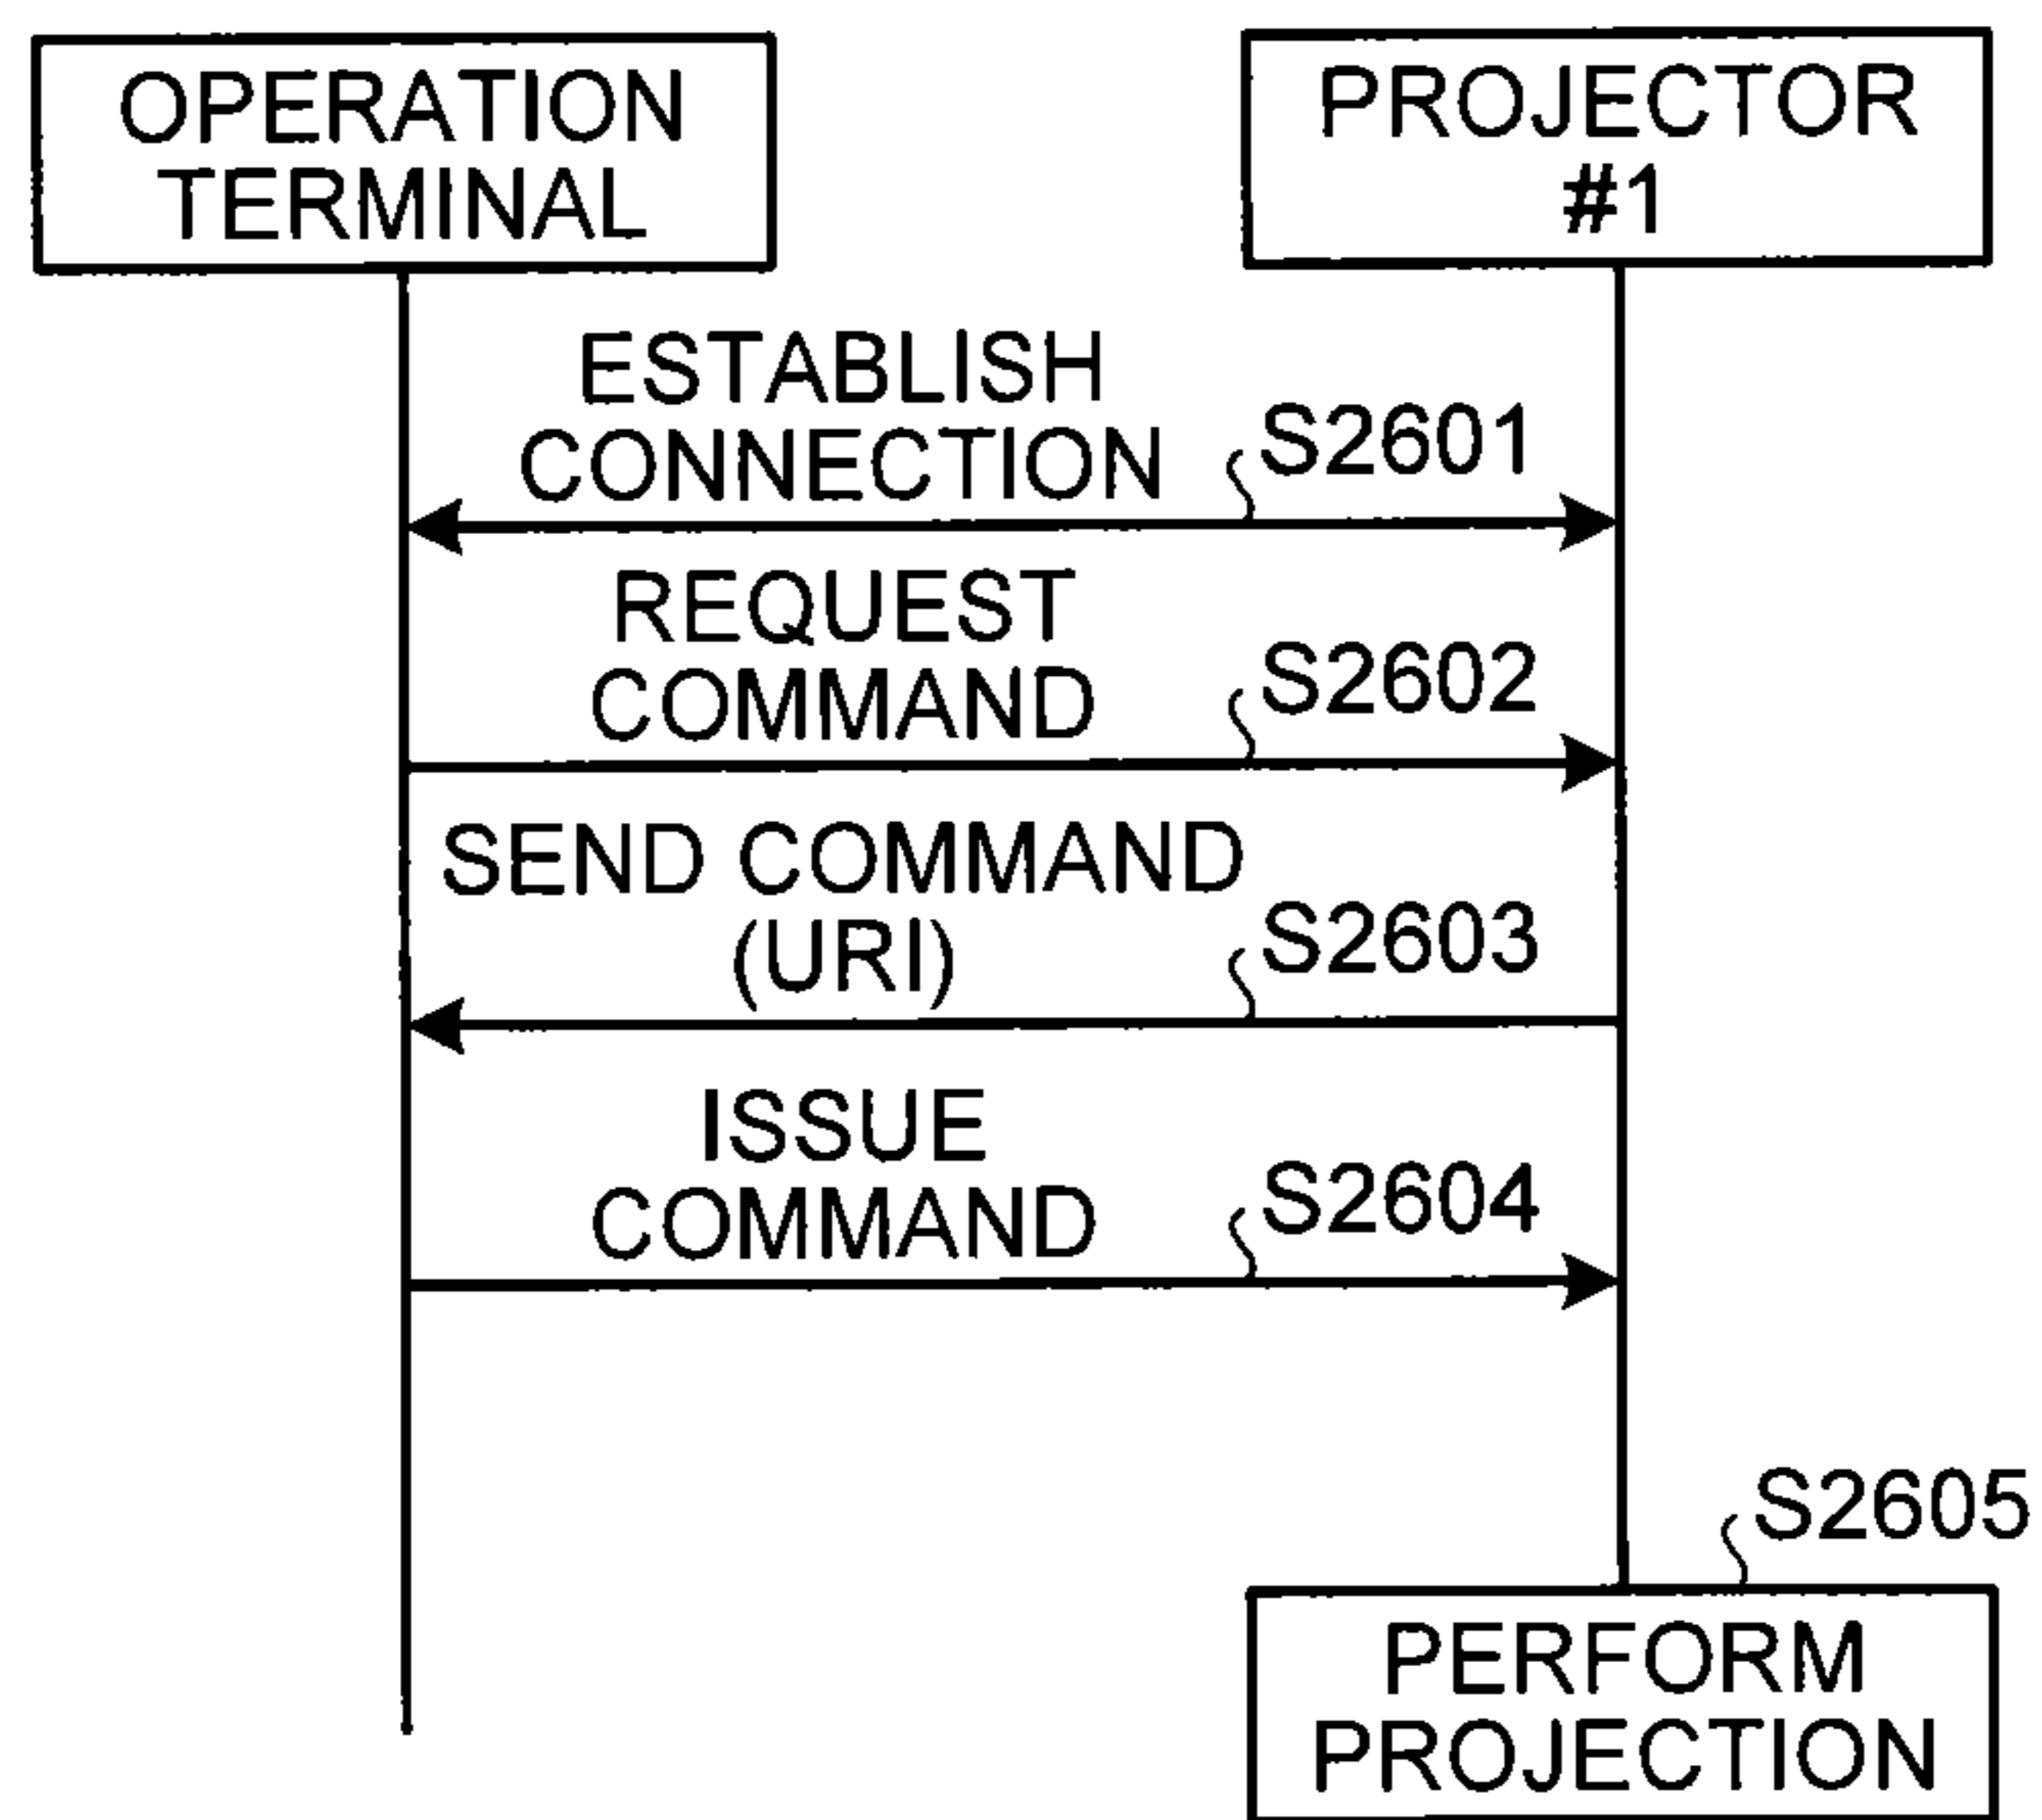 OPERATION
TERMINAL
PROJECTOR
#1
ESTABLISH
CONNECTION
S2601
REQUEST
COMMAND
S2602
SEND COMMAND
(URI)
S2603
ISSUE
COMMAND
S2604
S2605
PERFORM
PROJECTION